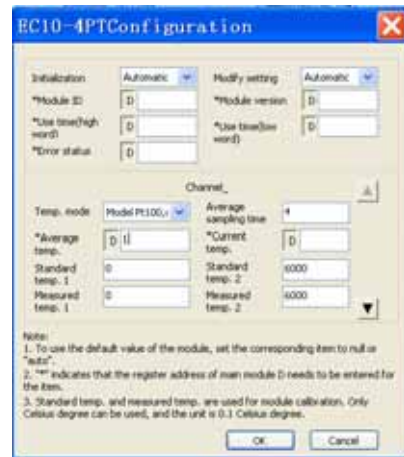 EC10-4PTConfiguration
Initialization Automatic Modify setting Automatic
*Module ID D *Module version D
*Use time(high word) D *Use time(low word) D
*Error status D
Channel_
Temp. mode Model Pt100, Average sampling time 4
*Average temp. D 1 *Current temp. D
Standard temp. 1 0 Standard temp. 2 6000
Measured temp. 1 0 Measured temp. 2 6000
Note:
1. To use the default value of the module, set the corresponding item to null or
"auto".
2. "*" indicates that the register address of main module D needs to be entered for
the item.
3. Standard temp. and measured temp. are used for module calibration. Only
Celsius degree can be used, and the unit is 0.1 Celsius degree.
OK Cancel